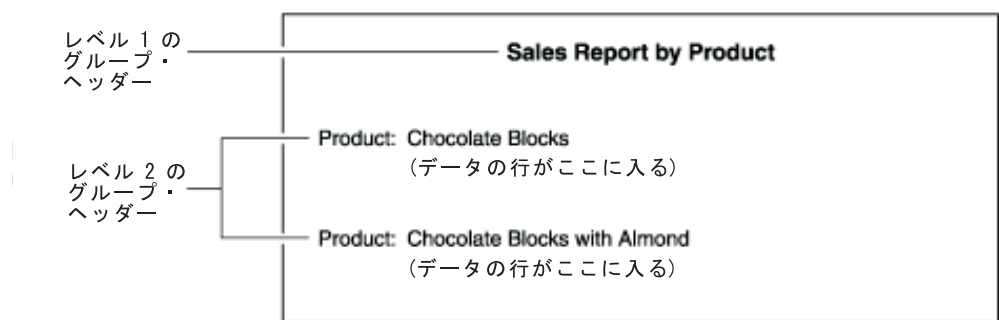 レベル 1 の
グループ・
ヘッダー
Sales Report by Product
Product: Chocolate Blocks
(データの行がここに入る)
レベル 2 の
グループ・
ヘッダー
Product: Chocolate Blocks with Almond
(データの行がここに入る)